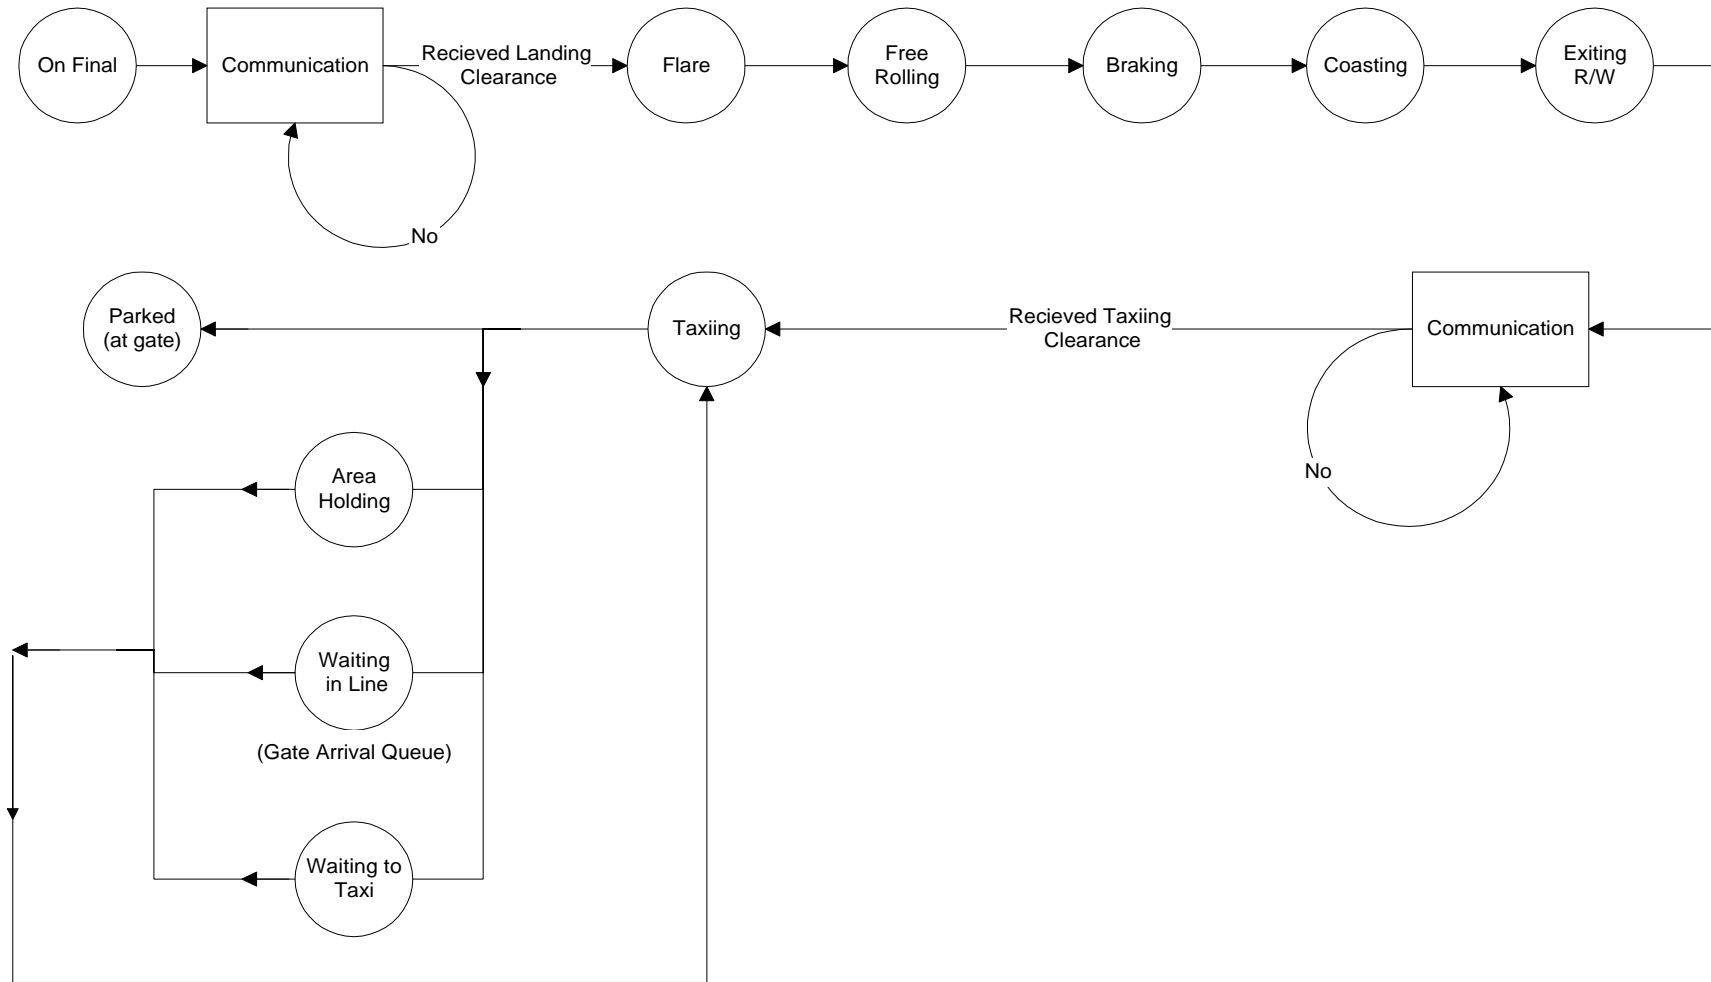 On Final
Communication
Recieved Landing
Clearance
Flare
Free
Rolling
Braking
Coasting
Exiting
R/W
No
Parked
(at gate)
Taxiing
Recieved Taxiing
Clearance
Communication
No
Area
Holding
Waiting
in Line
(Gate Arrival Queue)
Waiting to
Taxi